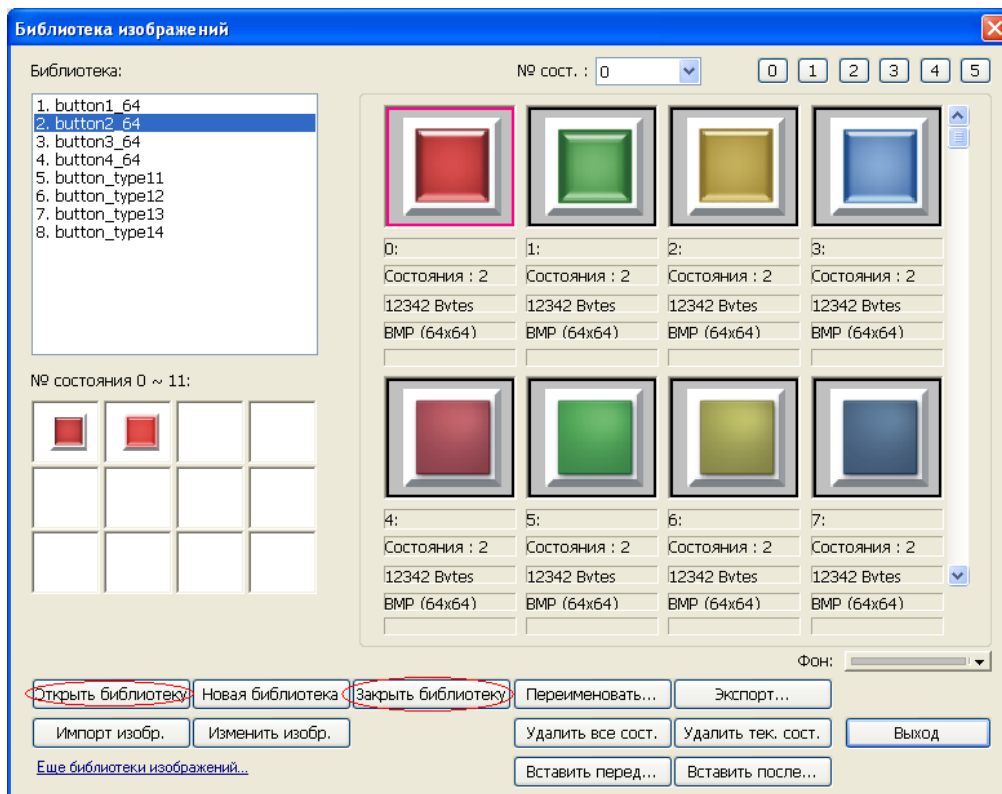 Библиотека изображений
Библиотека: № сост. : 0 0 1 2 3 4 5
1. button1_64
2. button2_64
3. button3_64
4. button4_64
5. button_type11
6. button_type12
7. button_type13
8. button_type14
0: 1: 2: 3:
Состояния : 2 Состояния : 2 Состояния : 2 Состояния : 2
12342 Bytes 12342 Bytes 12342 Bytes 12342 Bytes
BMP (64x64) BMP (64x64) BMP (64x64) BMP (64x64)
№ состояния 0 ~ 11:
4: 5: 6: 7:
Состояния : 2 Состояния : 2 Состояния : 2 Состояния : 2
12342 Bytes 12342 Bytes 12342 Bytes 12342 Bytes
BMP (64x64) BMP (64x64) BMP (64x64) BMP (64x64)
Фон:
Открыть библиотеку Новая библиотека Закрыть библиотеку Переименовать... Экспорт...
Импорт изобр. Изменить изобр. Удалить все сост. Удалить тек. сост. Выход
Еще библиотеки изображений... Вставить перед... Вставить после...